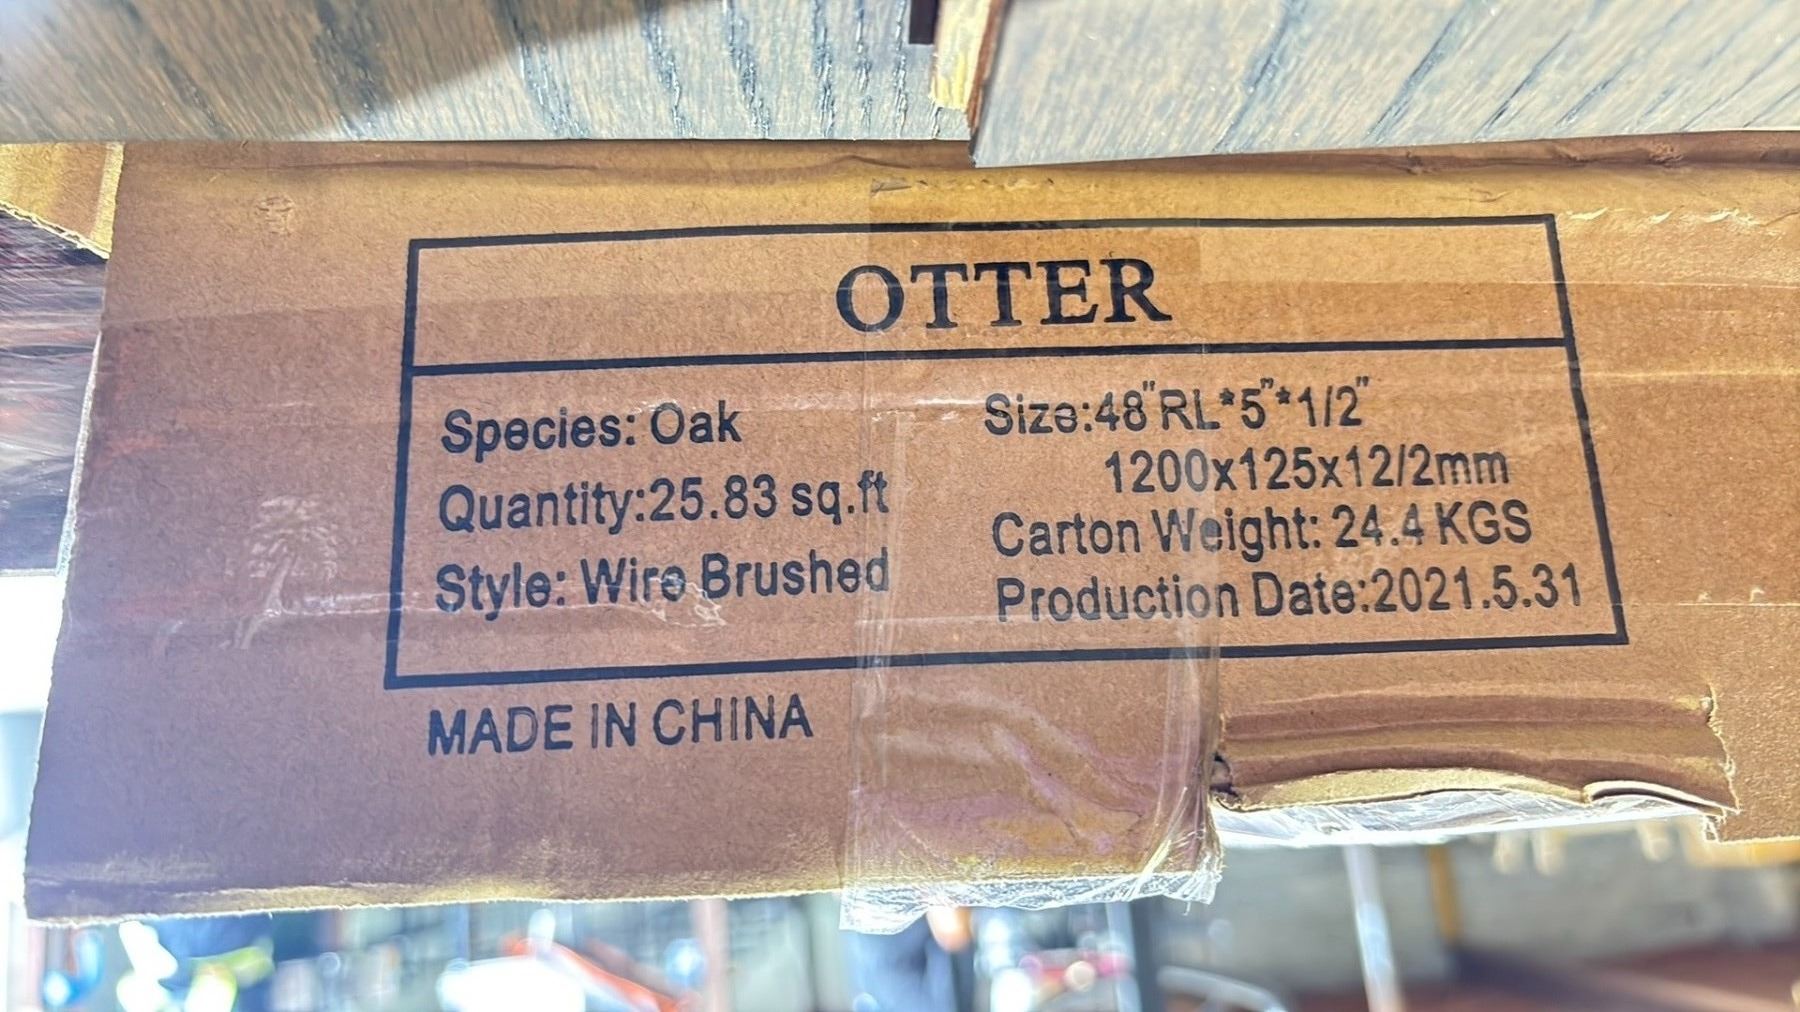 OTTER
Species: Oak
Quantity:25.83 sq.ft
Style: Wire Brushed
Size:48"RL*5"*1/2"
1200x125x12/2mm
Carton Weight: 24.4 KGS
Production Date:2021.5.31
MADE IN CHINA